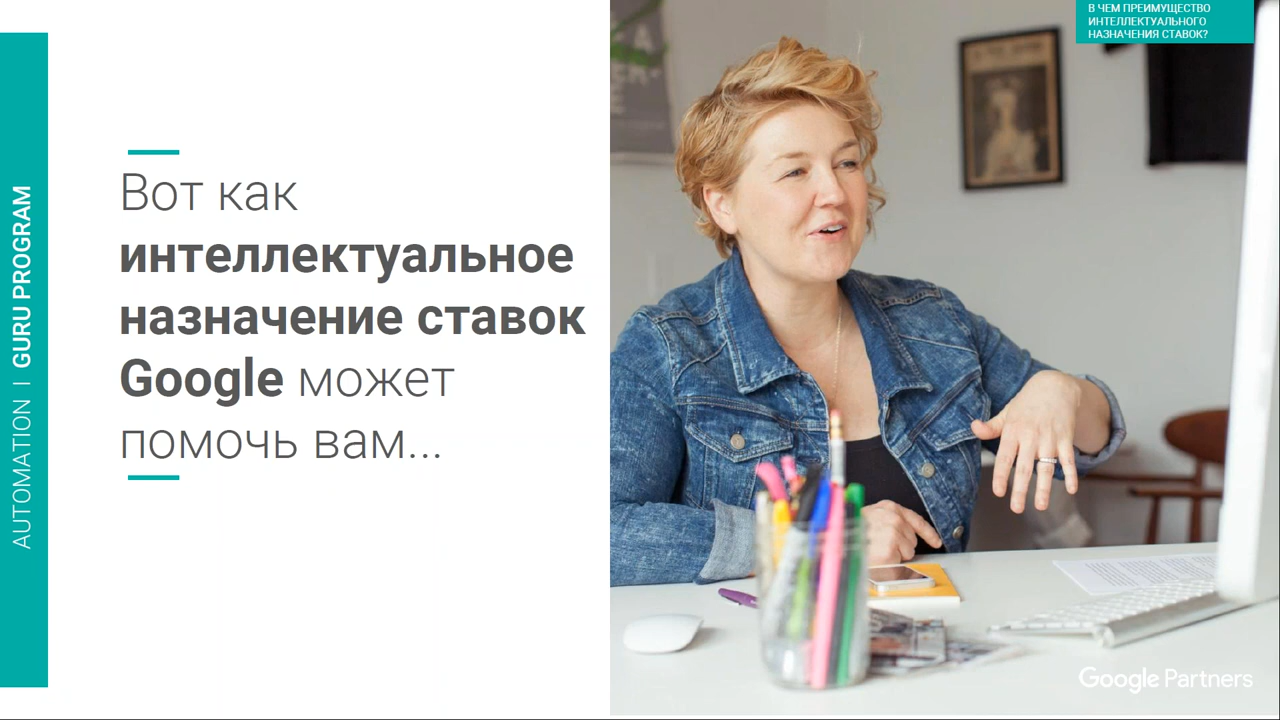 В ЧЕМ ПРЕИМУЩЕСТВО
ИНТЕЛЛЕКТУАЛЬНОГО
НАЗНАЧЕНИЯ СТАВОК?
AUTOMATION | GURU PROGRAM
Вот как
интеллектуальное
назначение ставок
Google может
помочь вам...
Google Partners